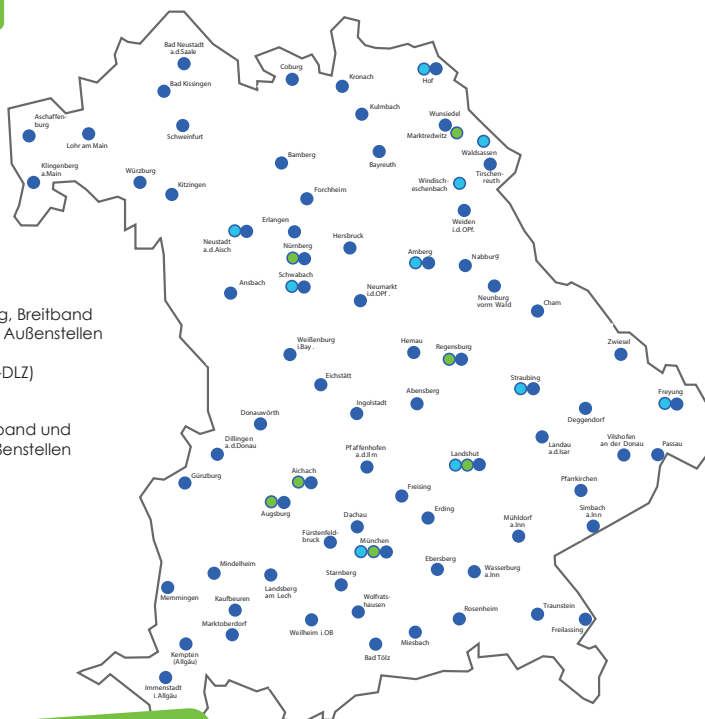 Bad Neustadt
a.d.Saale
Coburg
Kronach
Hof
Bad Kissingen
Kulmbach
Wunsiedel
Marktredwitz
Aschaffen-
burg
Lohr am Main
Schweinfurt
Waldsassen
Bamberg
Bayreuth
Tirschen-
reuth
Klingenberg
a.Main
Würzburg
Kitzingen
Windisch-
eschenbach
Forchheim
Weiden
i.d.OPf.
Erlangen
Neustadt
a.d.Aisch
Nürnberg
Hersbruck
Amberg
Nabburg
Schwabach
Ansbach
Neumarkt
i.d.OPf .
Neunburg
vorm Wald
Cham
g, Breitband
Außenstellen
-DLZ)
band und
ßenstellen
Weißenburg
i.Bay .
Hemau
Regensburg
Zwiesel
Eichstätt
Straubing
Freyung
Ingolstadt
Abensberg
Deggendorf
Donauwörth
Dillingen
a.d.Donau
Landau
a.d.Isar
Vilshofen
an der Donau
Passau
Pfaffenhofen
a.d.Ilm
Landshut
Günzburg
Aichach
Freising
Pfarrkirchen
Augsburg
Dachau
Erding
Simbach
a.Inn
Mühldorf
a.Inn
Fürstenfeld-
bruck
München
Ebersberg
Wasserburg
a.Inn
Mindelheim
Landsberg
am Lech
Starnberg
Memmingen
Kaufbeuren
Wolfrats-
hausen
Rosenheim
Traunstein
Freilassing
Marktoberdorf
Weilheim i.OB
Miesbach
Bad Tölz
Kempten
(Allgäu)
Immenstadt
i.Allgäu